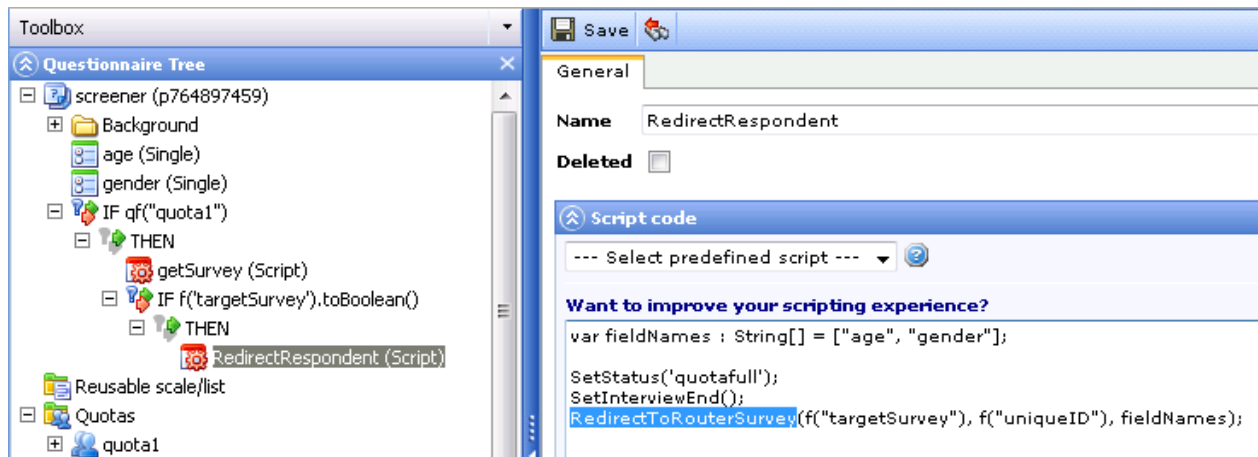 Toolbox
Questionnaire Tree
screener (p764897459)
Background
age (Single)
gender (Single)
IF qf("quota1")
THEN
getSurvey (Script)
IF f('targetSurvey').toBoolean()
THEN
RedirectRespondent (Script)
Reusable scale/list
Quotas
quota1
Save
General
Name RedirectRespondent
Deleted
Script code
--- Select predefined script ---
Want to improve your scripting experience?
var fieldNames : String[] = ["age", "gender"];
SetStatus('quotafull');
SetInterviewEnd();
RedirectToRouterSurvey(f("targetSurvey"), f("uniqueID"), fieldNames);